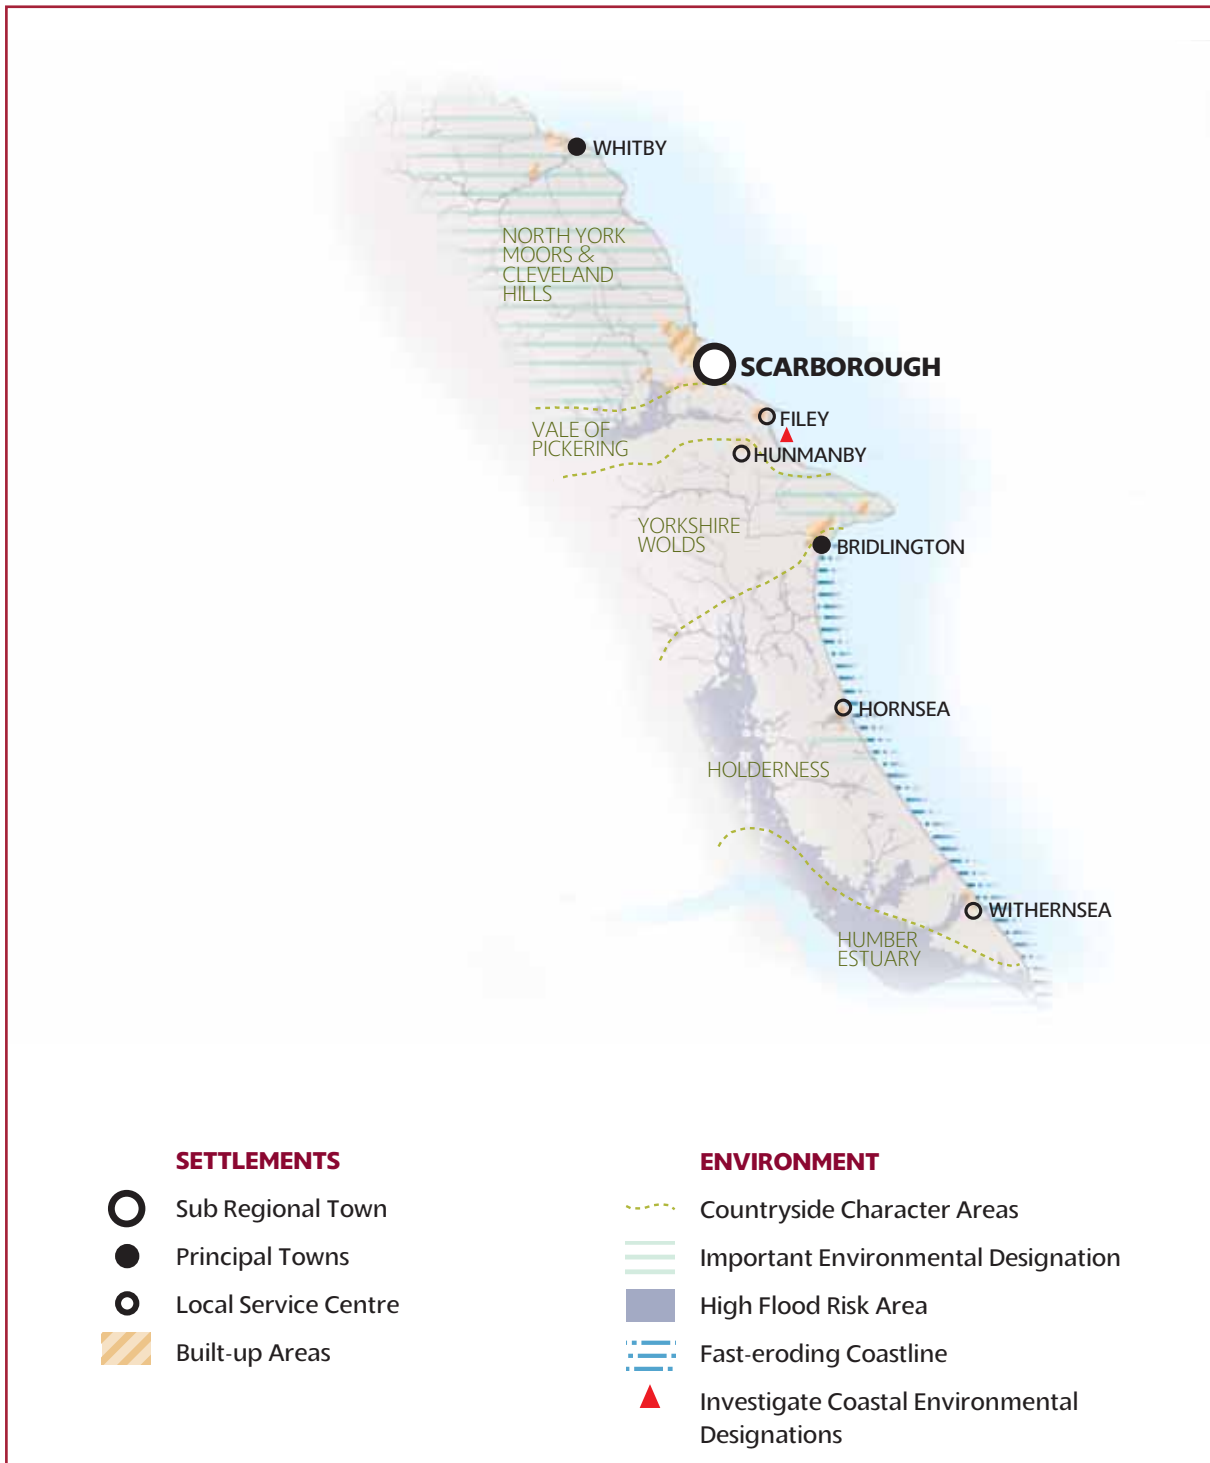 WHITBY
NORTH YORK
MOORS &
CLEVELAND
HILLS
SCARBOROUGH
FILEY
VALE OF
PICKERING
HUNMANBY
YORKSHIRE
WOLDS
BRIDLINGTON
HORNSEA
HOLDERNESS
WITHERNSEA
HUMBER
ESTUARY
SETTLEMENTS
Sub Regional Town
Principal Towns
Local Service Centre
Built-up Areas
ENVIRONMENT
Countryside Character Areas
Important Environmental Designation
High Flood Risk Area
Fast-eroding Coastline
Investigate Coastal Environmental
Designations